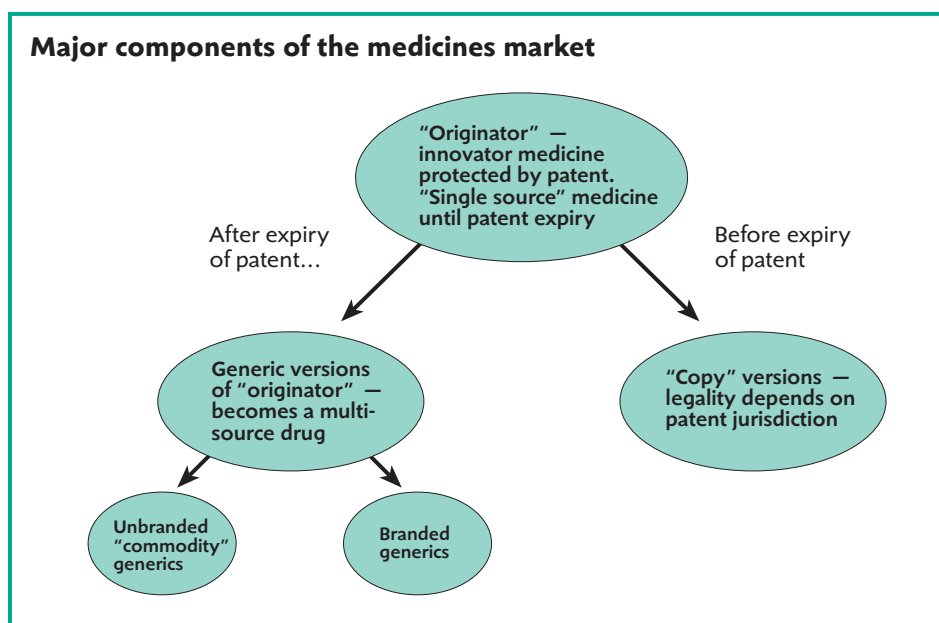 Major components of the medicines market
“Originator” —
innovator medicine
protected by patent.
“Single source” medicine
until patent expiry
After expiry
of patent...
Before expiry
of patent
Generic versions
of “originator” —
becomes a multi-
source drug
“Copy” versions —
legality depends on
patent jurisdiction
Unbranded
“commodity”
generics
Branded
generics